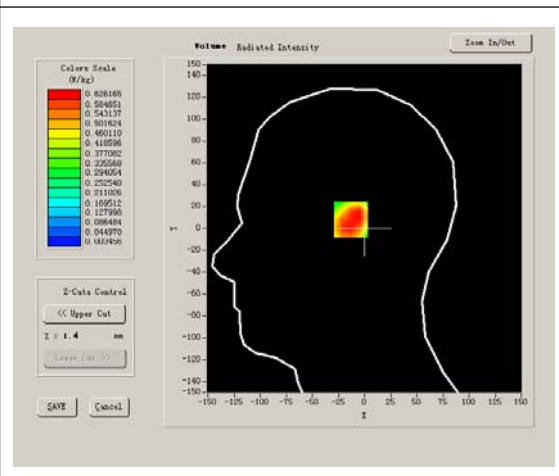 Volume Radiated Intensity
Zoom In/Out
Colors Scale
(W/kg)
0.626165
0.584651
0.543137
0.501624
0.460110
0.418596
0.377082
0.335568
0.294054
0.252540
0.211026
0.169512
0.127998
0.086484
0.044970
0.003456
Z-Cuts Control
<< Upper Cut
Z = 1.4 mm
Lower Cut >>
SAVE
Cancel
150
140
120
100
80
60
40
20
0
-20
-40
-60
-80
-100
-120
-140
-150
Y
-150 -125 -100 -75 -50 -25 0 25 50 75 100 125 150
X